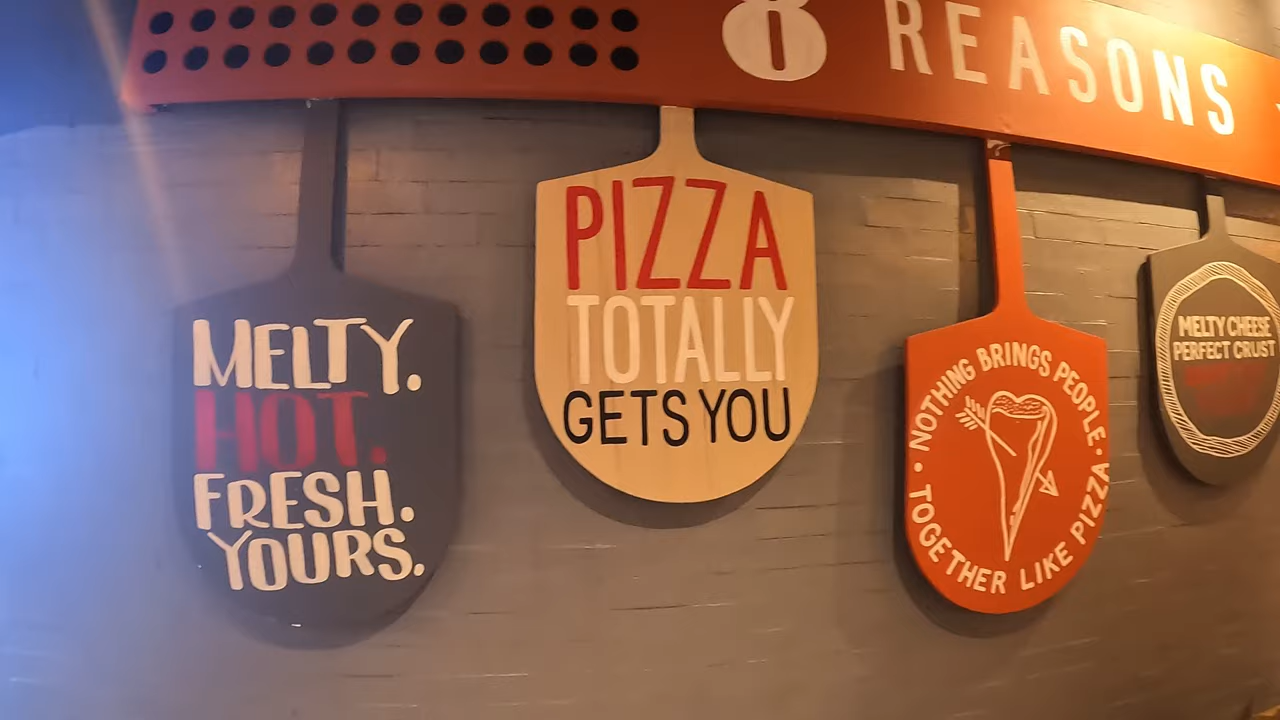 8 REASONS
MELTY.
HOT.
FRESH.
YOURS.
PIZZA
TOTALLY
GETS YOU
• NOTHING BRINGS PEOPLE •
TOGETHER LIKE PIZZA
MELTY CHEESE
PERFECT CRUST